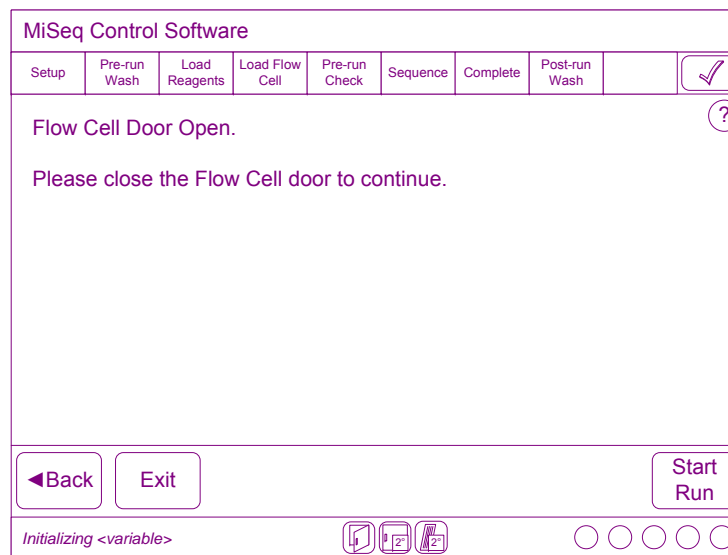 MiSeq Control Software
Setup
Pre-run
Wash
Load
Reagents
Load Flow
Cell
Pre-run
Check
Sequence
Complete
Post-run
Wash
?
Flow Cell Door Open.
Please close the Flow Cell door to continue.
◄Back
Exit
Start
Run
Initializing <variable>
2°
2°